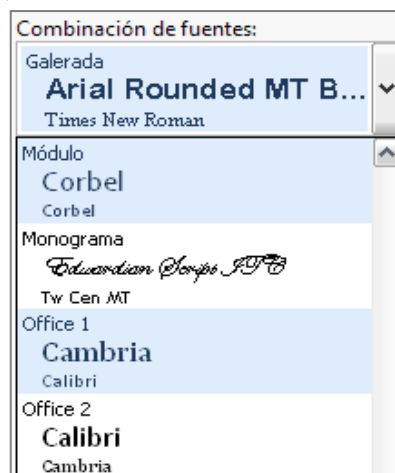 Combinación de fuentes:
Galerada
Arial Rounded MT B...
Times New Roman
Módulo
Corbel
Corbel
Monograma
Edwardian Script ITC
Tw Cen MT
Office 1
Cambria
Calibri
Office 2
Calibri
Cambria